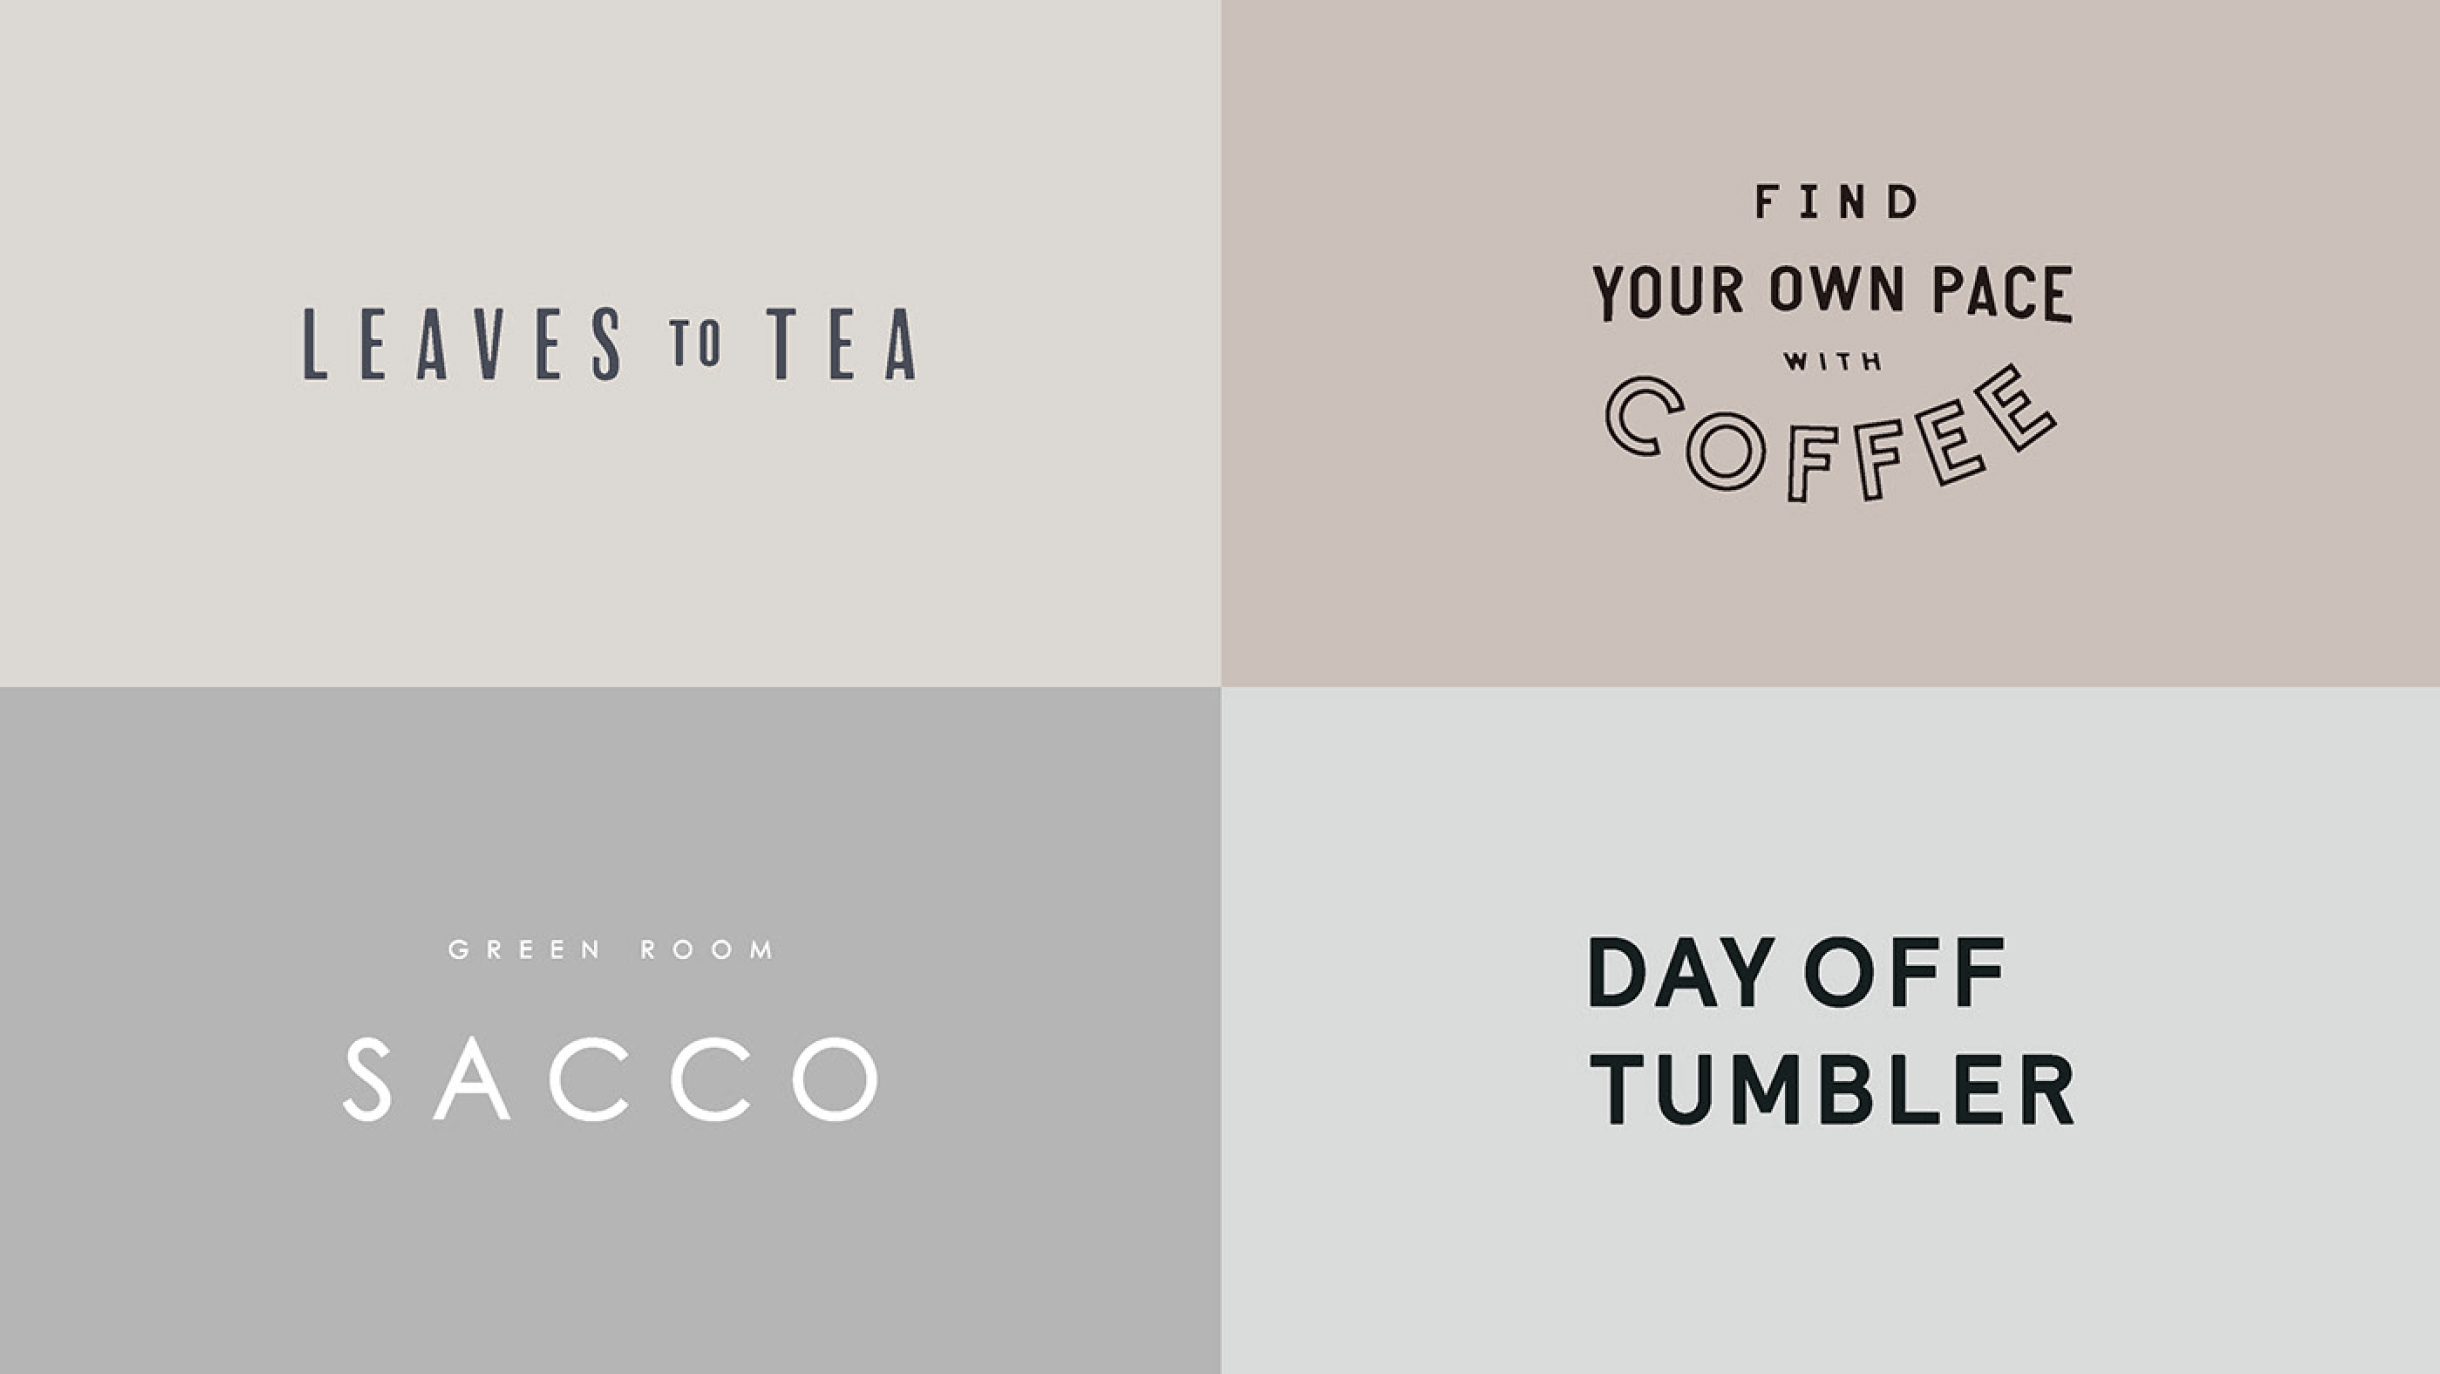 LEAVES TO TEA
FIND
YOUR OWN PACE
WITH
COFFEE
GREEN ROOM
SACCO
DAY OFF
TUMBLER